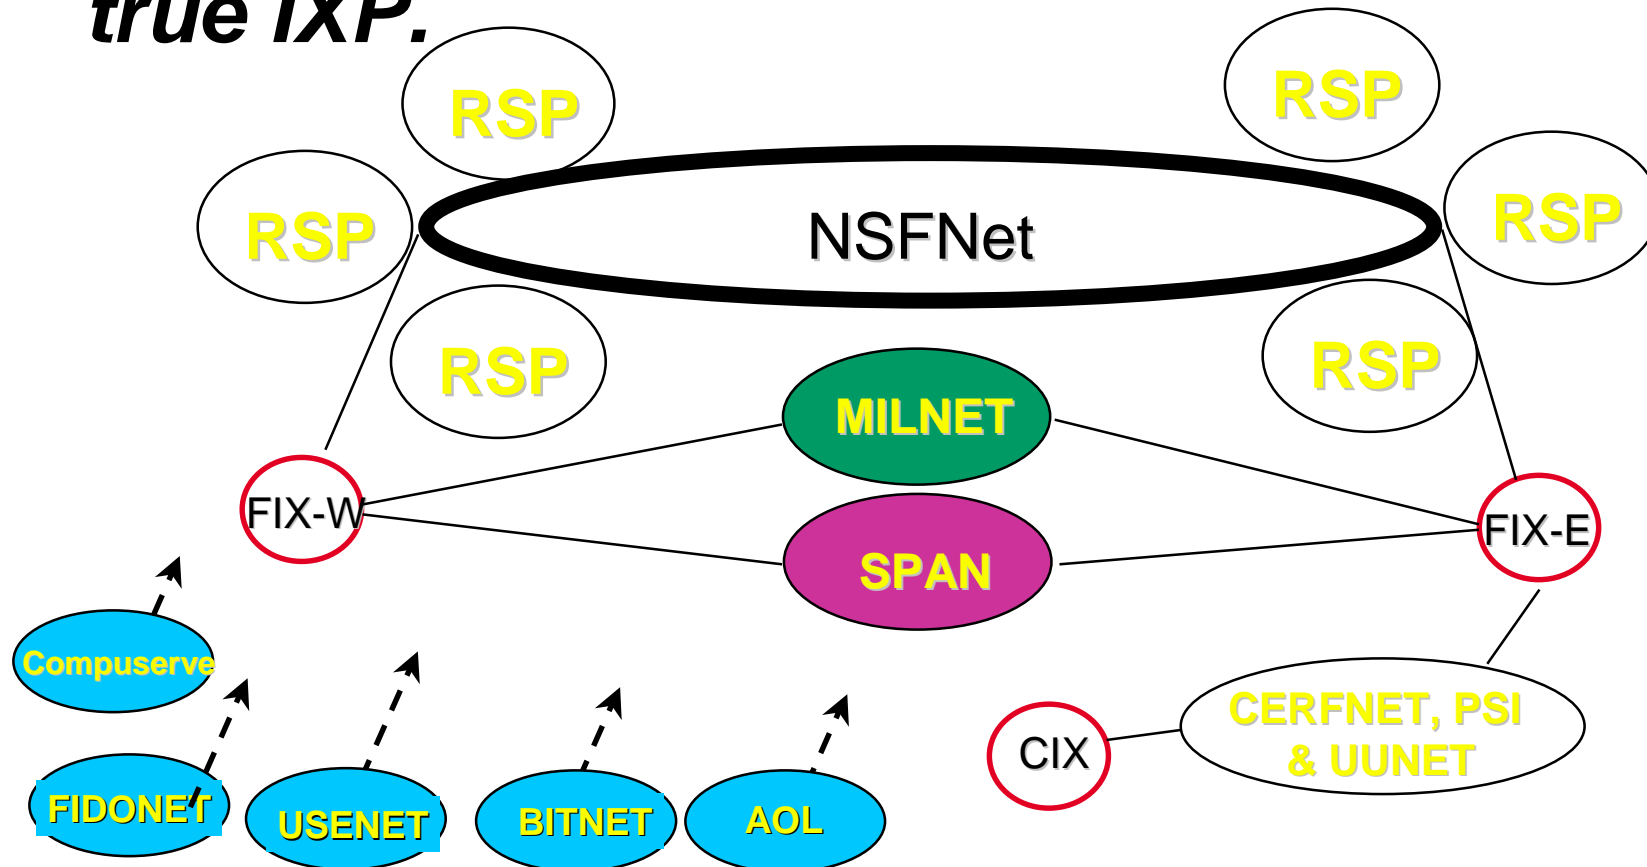 true IXP.
RSP
RSP
RSP
RSP
NSFNet
RSP
RSP
RSP
MILNET
FIX-W
FIX-E
SPAN
Compuserve
CERFNET, PSI
& UUNET
CIX
FIDONET
USENET
BITNET
AOL